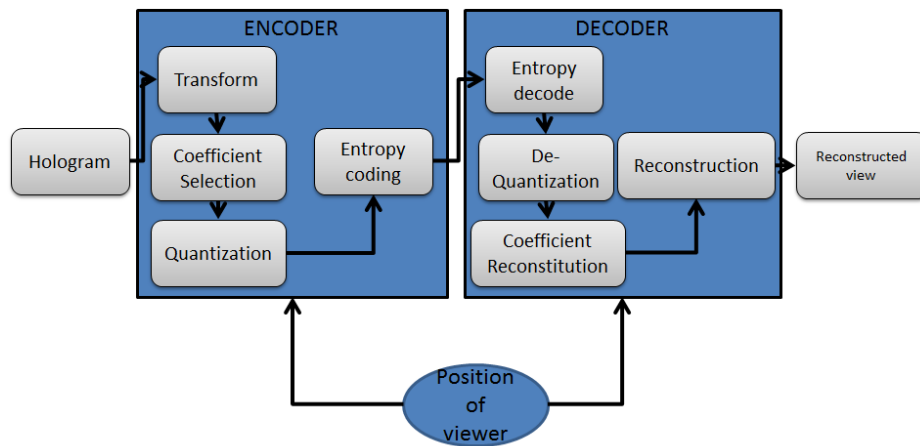 ENCODER
Transform
Hologram
Coefficient
Selection
Quantization
Entropy
coding
DECODER
Entropy
decode
De-
Quantization
Coefficient
Reconstitution
Reconstruction
Reconstructed
view
Position
of
viewer